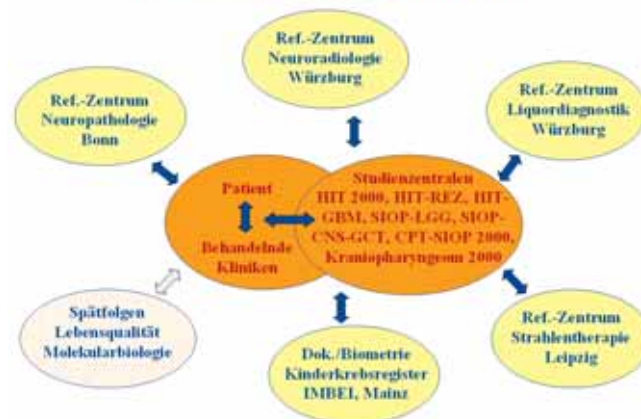 Ref.-Zentrum
Neuroradiologie
Würzburg
Ref.-Zentrum
Neuropathologie
Bonn
Ref.-Zentrum
Liquordiagnostik
Würzburg
Patient
Behandelnde
Kliniken
Studienzentralen
HIT 2000, HIT-REZ, HIT-
GBM, SIOP-LGG, SIOP-
CNS-GCT, CPT-SIOP 2000,
Kraniopharyngeom 2000
Spätfolgen
Lebensqualität
Molekularbiologie
Dok./Biometrie
Kinderkrebsregister
IMBEI, Mainz
Ref.-Zentrum
Strahlentherapie
Leipzig